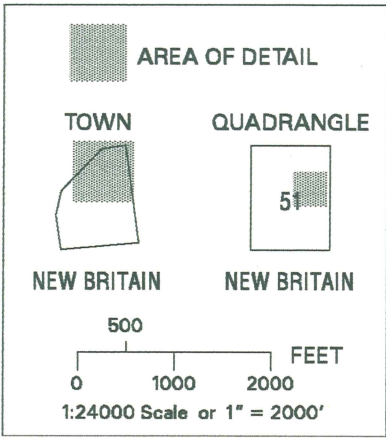 AREA OF DETAIL
TOWN QUADRANGLE
51
NEW BRITAIN NEW BRITAIN
500
FEET
0 1000 2000
1:24000 Scale or 1" = 2000'